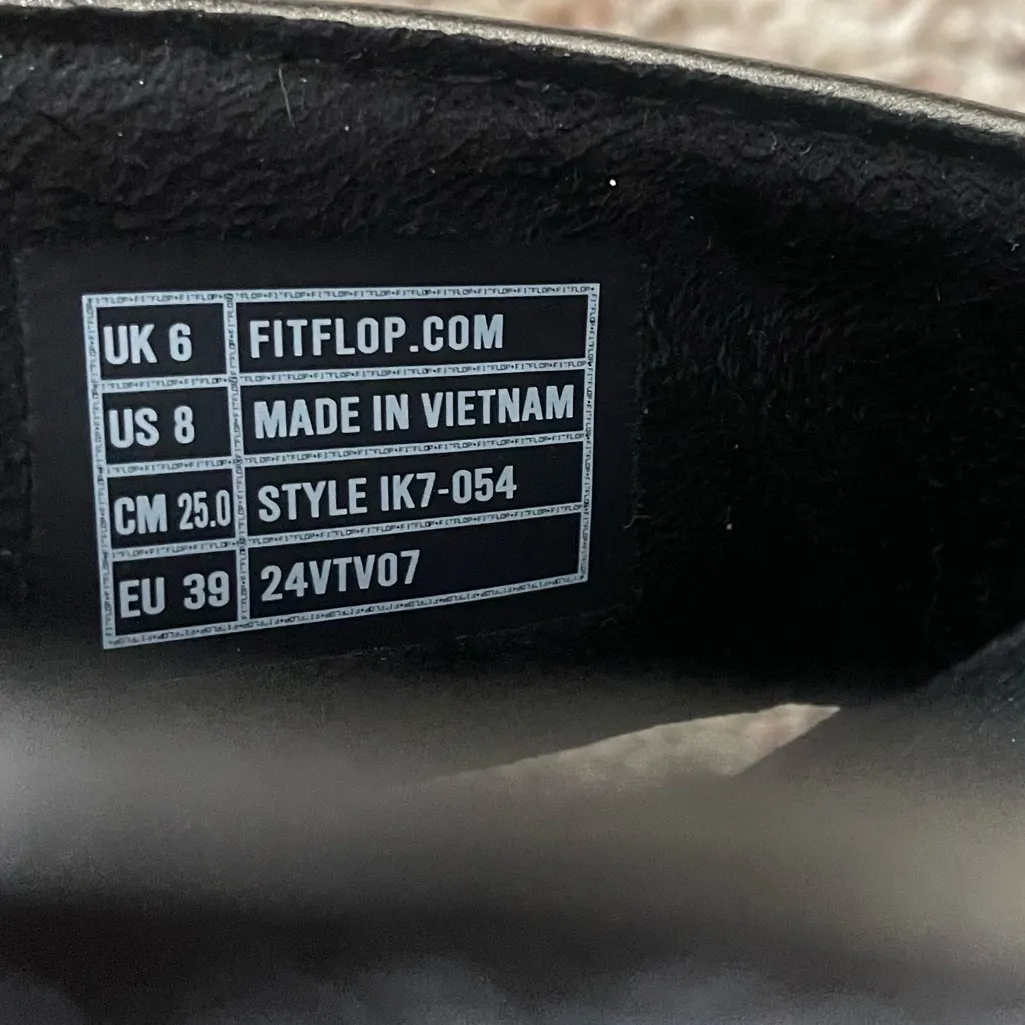 UK 6 FITFLOP.COM
US 8 MADE IN VIETNAM
CM 25.0 STYLE IK7-054
EU 39 24VTV07